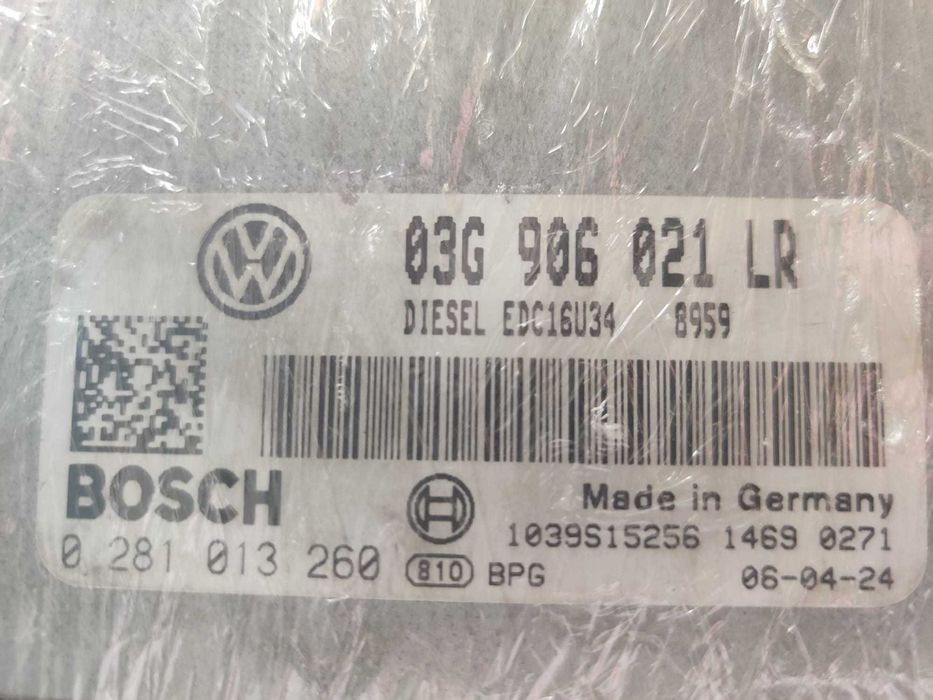 03G 906 021 LR
DIESEL EDC16U34 8959
BOSCH
Made in Germany
1039S15256 1469 0271
0 281 013 260 810 BPG 06-04-24